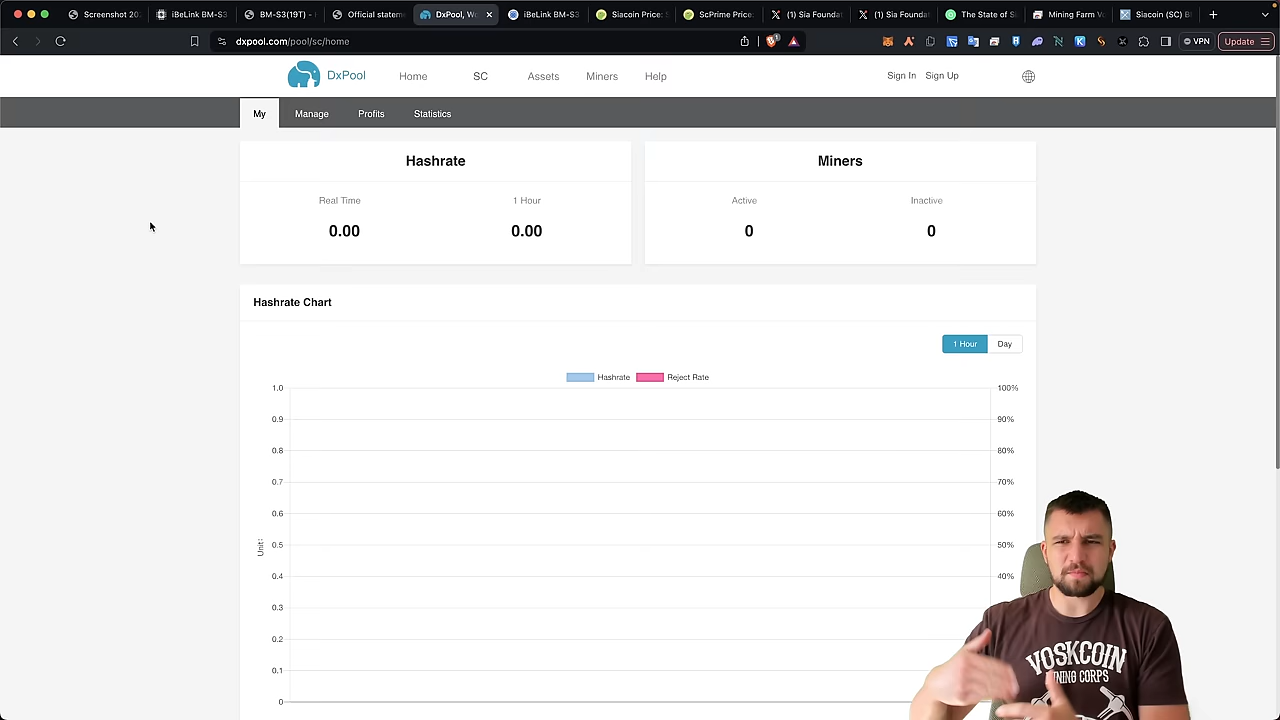 Screenshot 20
iBeLink BM-S3
BM-S3(19T) -
Official stateme
DxPool, Wo
iBeLink BM-S3
Siacoin Price:
ScPrime Price:
(1) Sia Founda
(1) Sia Founda
The State of Si
Mining Farm
Siacoin (SC)
dxpool.com/pool/sc/home
VPN
Update
DxPool
Home
SC
Assets
Miners
Help
Sign In
Sign Up
My
Manage
Profits
Statistics
Hashrate
Real Time
1 Hour
0.00
0.00
Miners
Active
Inactive
0
0
Hashrate Chart
1 Hour
Day
Hashrate
Reject Rate
1.0
0.9
0.8
0.7
0.6
0.5
0.4
0.3
0.2
0.1
0
Unit:
100%
90%
80%
70%
60%
50%
40%
VOSKCOIN
MINING CORPS